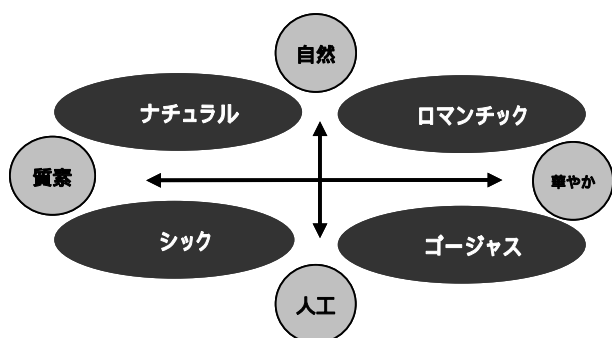 自然
ナチュラル
ロマンチック
質素
華やか
シック
ゴージャス
人工